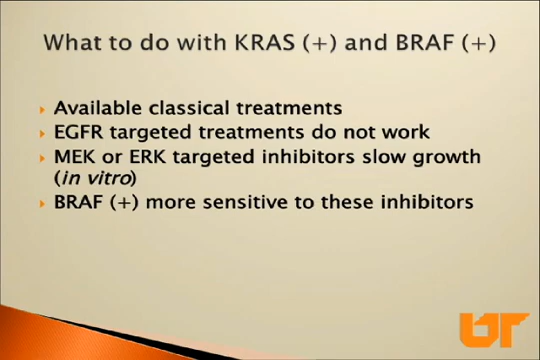 What to do with KRAS (+) and BRAF (+)
Available classical treatments
EGFR targeted treatments do not work
MEK or ERK targeted inhibitors slow growth
(in vitro)
BRAF (+) more sensitive to these inhibitors
UT